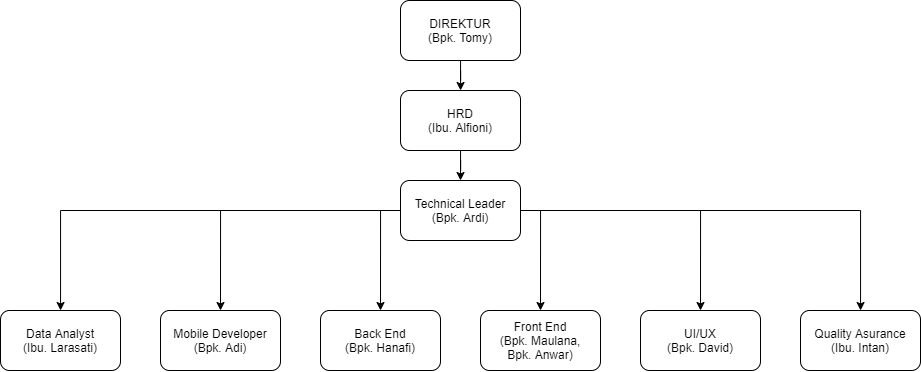 DIREKTUR
(Bpk. Tomy)
HRD
(Ibu. Alfioni)
Technical Leader
(Bpk. Ardi)
Data Analyst
(Ibu. Larasati)
Mobile Developer
(Bpk. Adi)
Back End
(Bpk. Hanafi)
Front End
(Bpk. Maulana,
Bpk. Anwar)
UI/UX
(Bpk. David)
Quality Asurance
(Ibu. Intan)